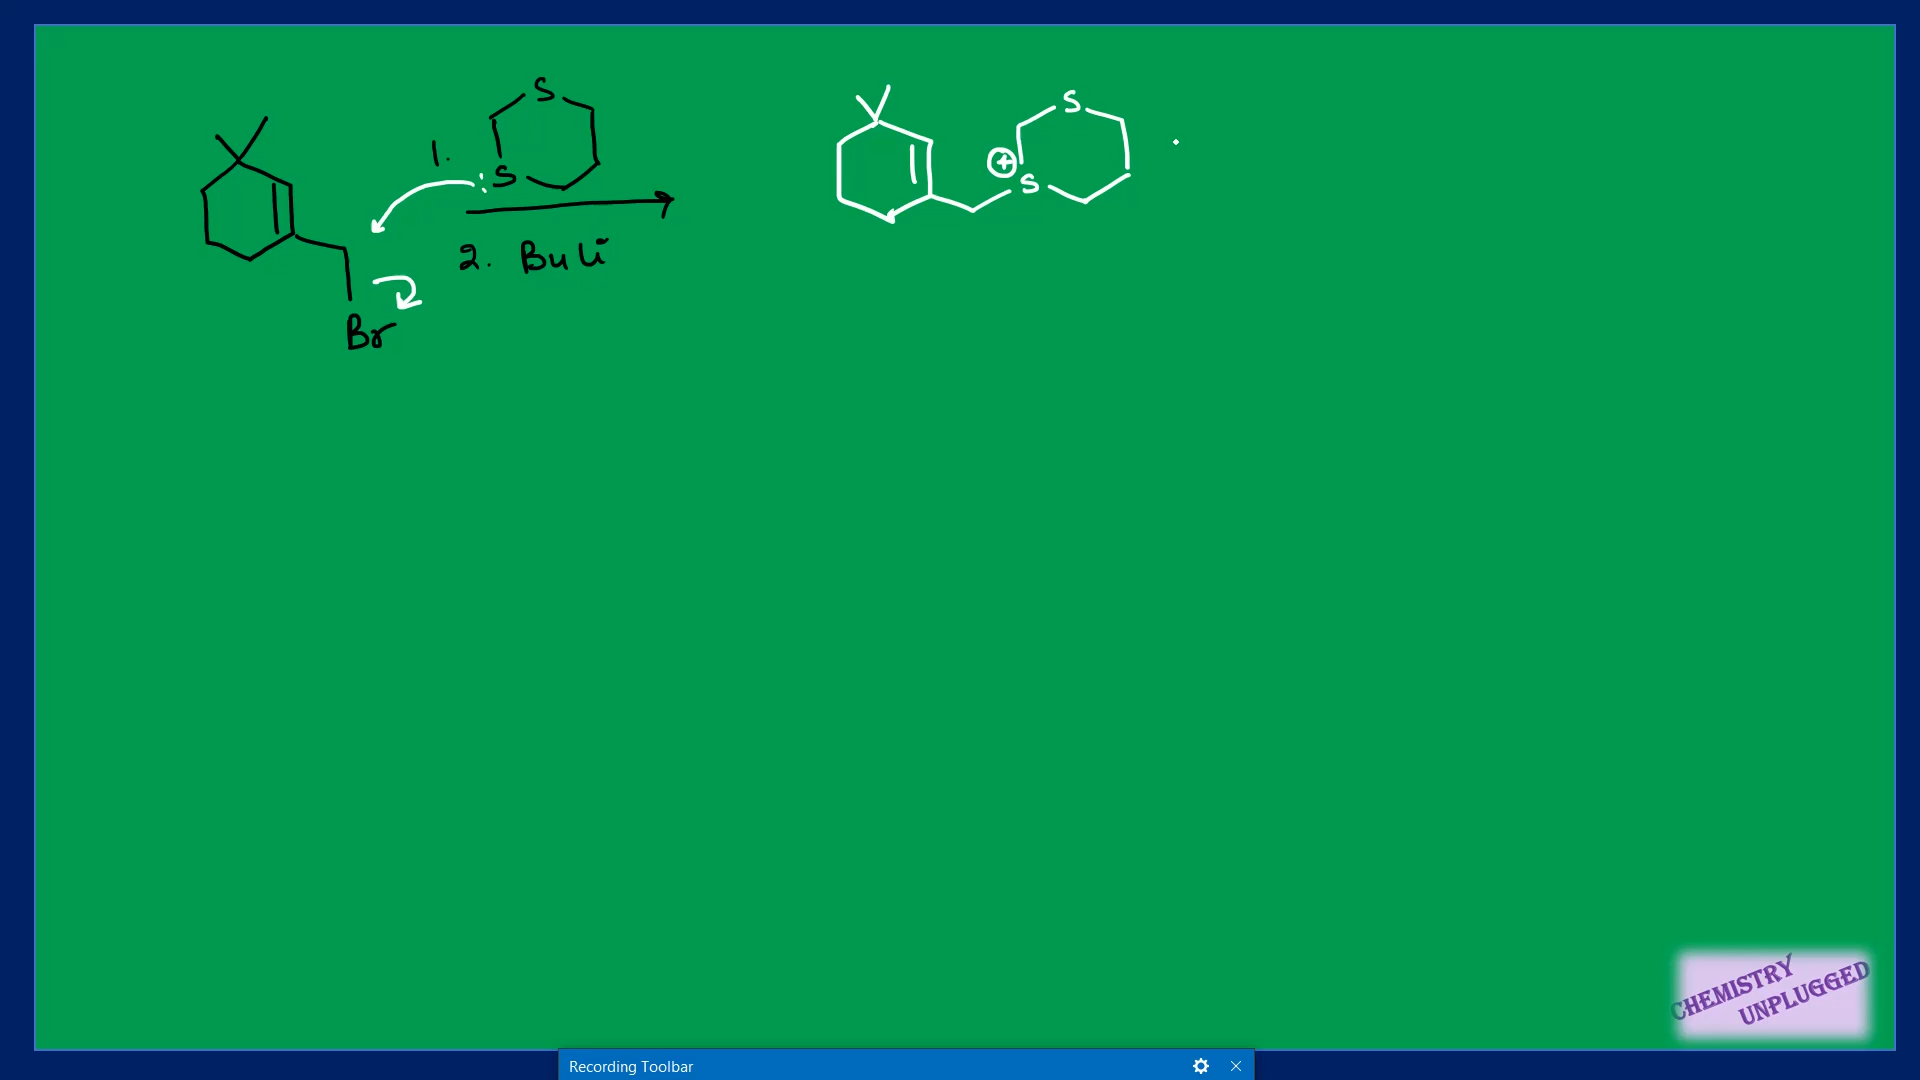 S
1.
S
2. BuLi
Br
S
+
S
CHEMISTRY
UNPLUGGED
Recording Toolbar